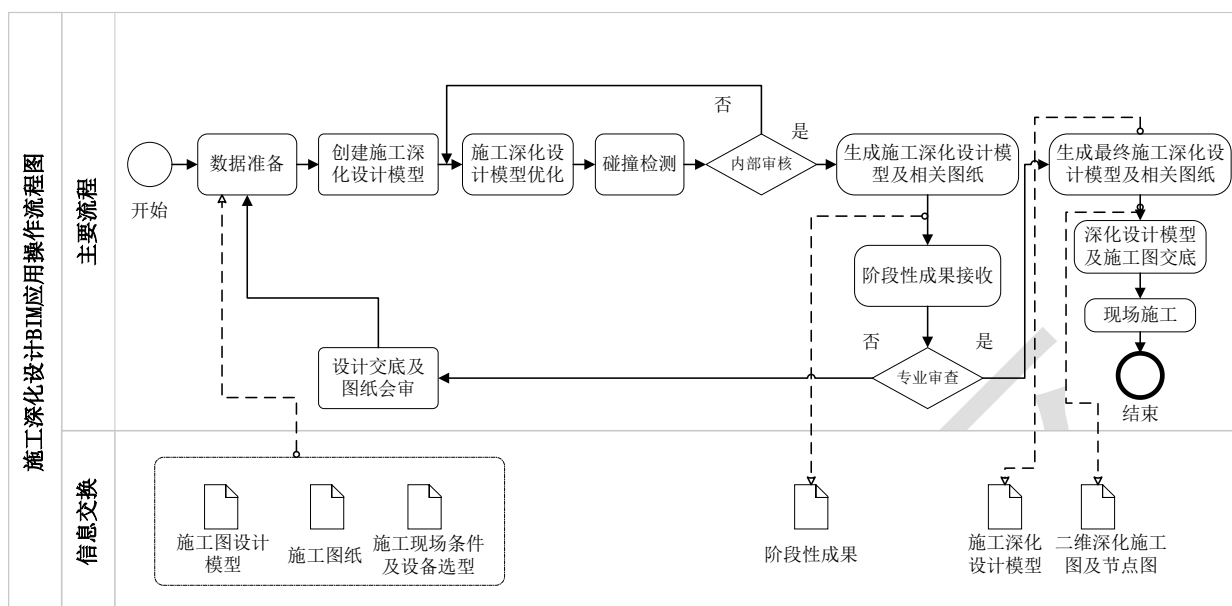 施工深化设计BIM应用操作流程图
主要流程
开始
数据准备
创建施工深
化设计模型
施工深化设
计模型优化
碰撞检测
内部审核
否
是
生成施工深化设计模
型及相关图纸
生成最终施工深化设
计模型及相关图纸
阶段性成果接收
深化设计模型
及施工图交底
现场施工
否
是
专业审查
设计交底及
图纸会审
结束
信息交换
施工图设计
模型
施工图纸
施工现场条件
及设备选型
阶段性成果
施工深化
设计模型
二维深化施工
图及节点图